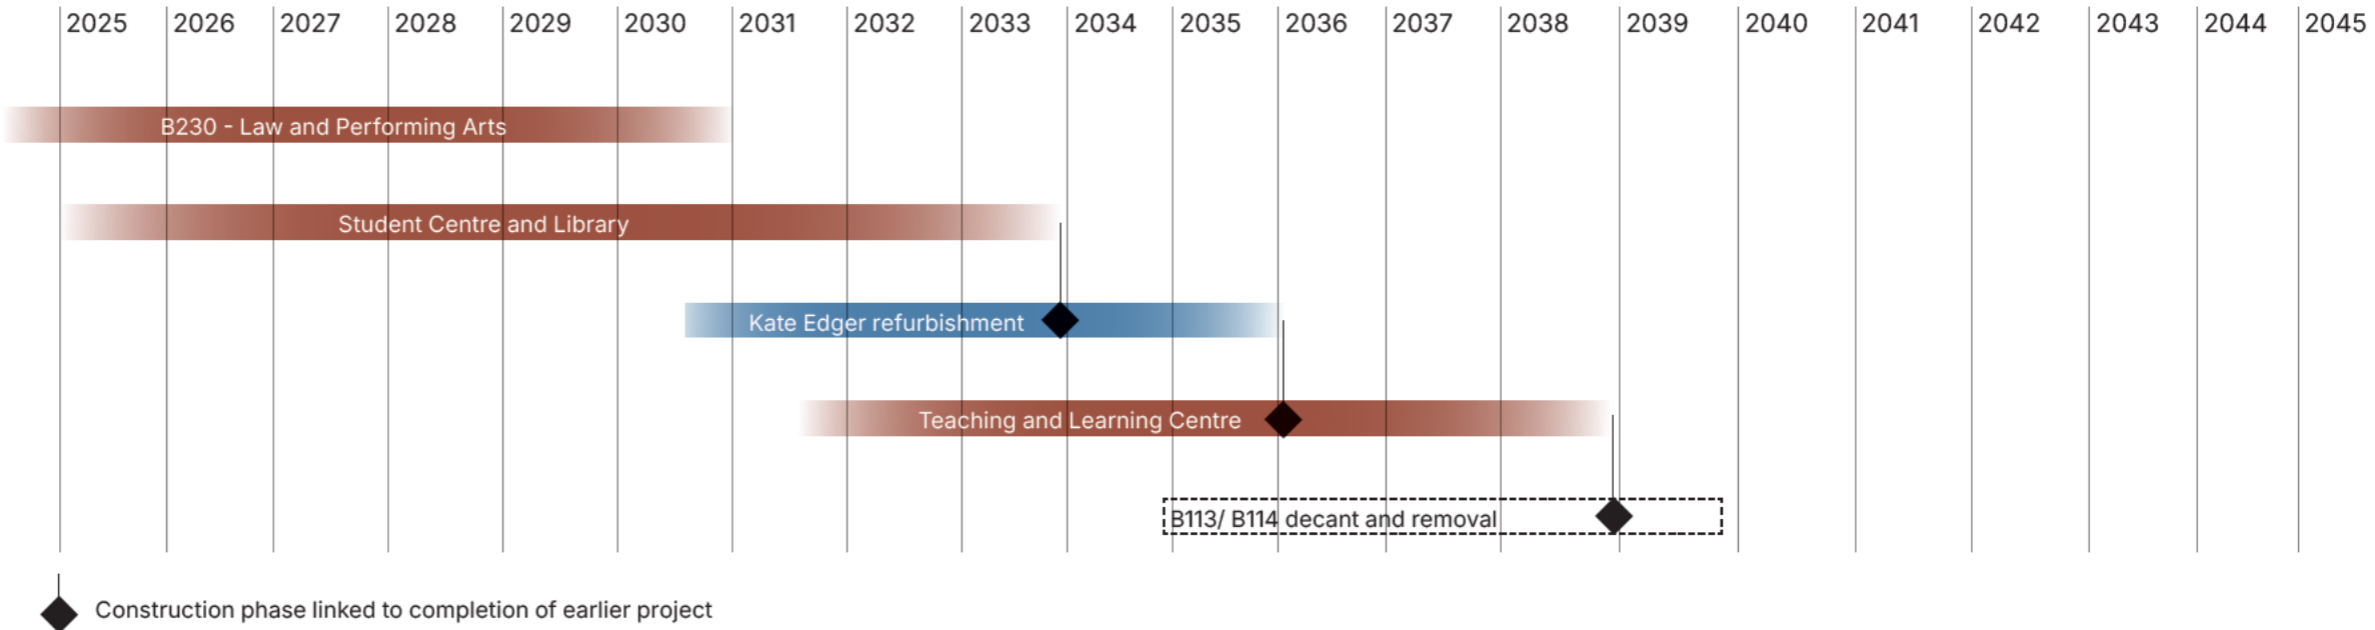 2025 2026 2027 2028 2029 2030 2031 2032 2033 2034 2035 2036 2037 2038 2039 2040 2041 2042 2043 2044 2045
B230 - Law and Performing Arts
Student Centre and Library
Kate Edger refurbishment
Teaching and Learning Centre
B113/ B114 decant and removal
Construction phase linked to completion of earlier project